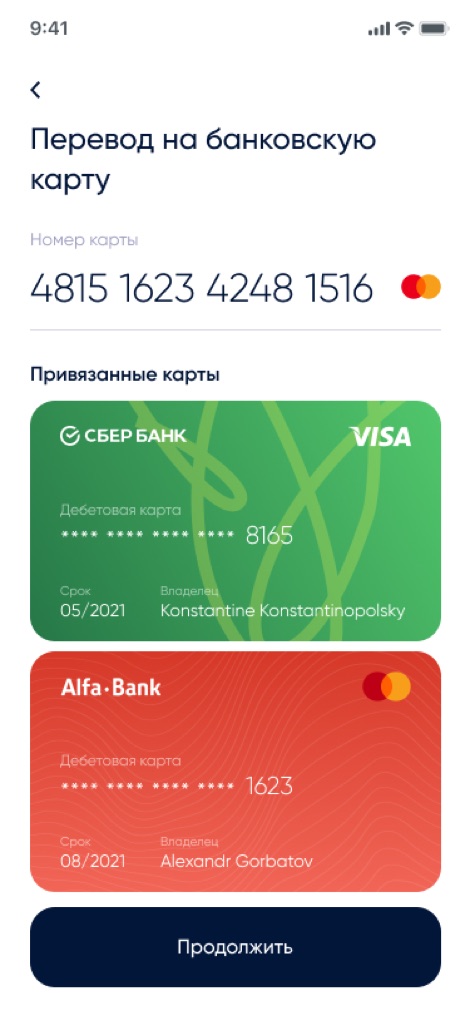 9:41
Перевод на банковскую
карту
Номер карты
4815 1623 4248 1516
Привязанные карты
СБЕР БАНК VISA
Дебетовая карта
**** **** **** **** 8165
Срок Владелец
05/2021 Konstantine Konstantinopolsky
Alfa·Bank
Дебетовая карта
**** **** **** **** 1623
Срок Владелец
08/2021 Alexandr Gorbatov
Продолжить